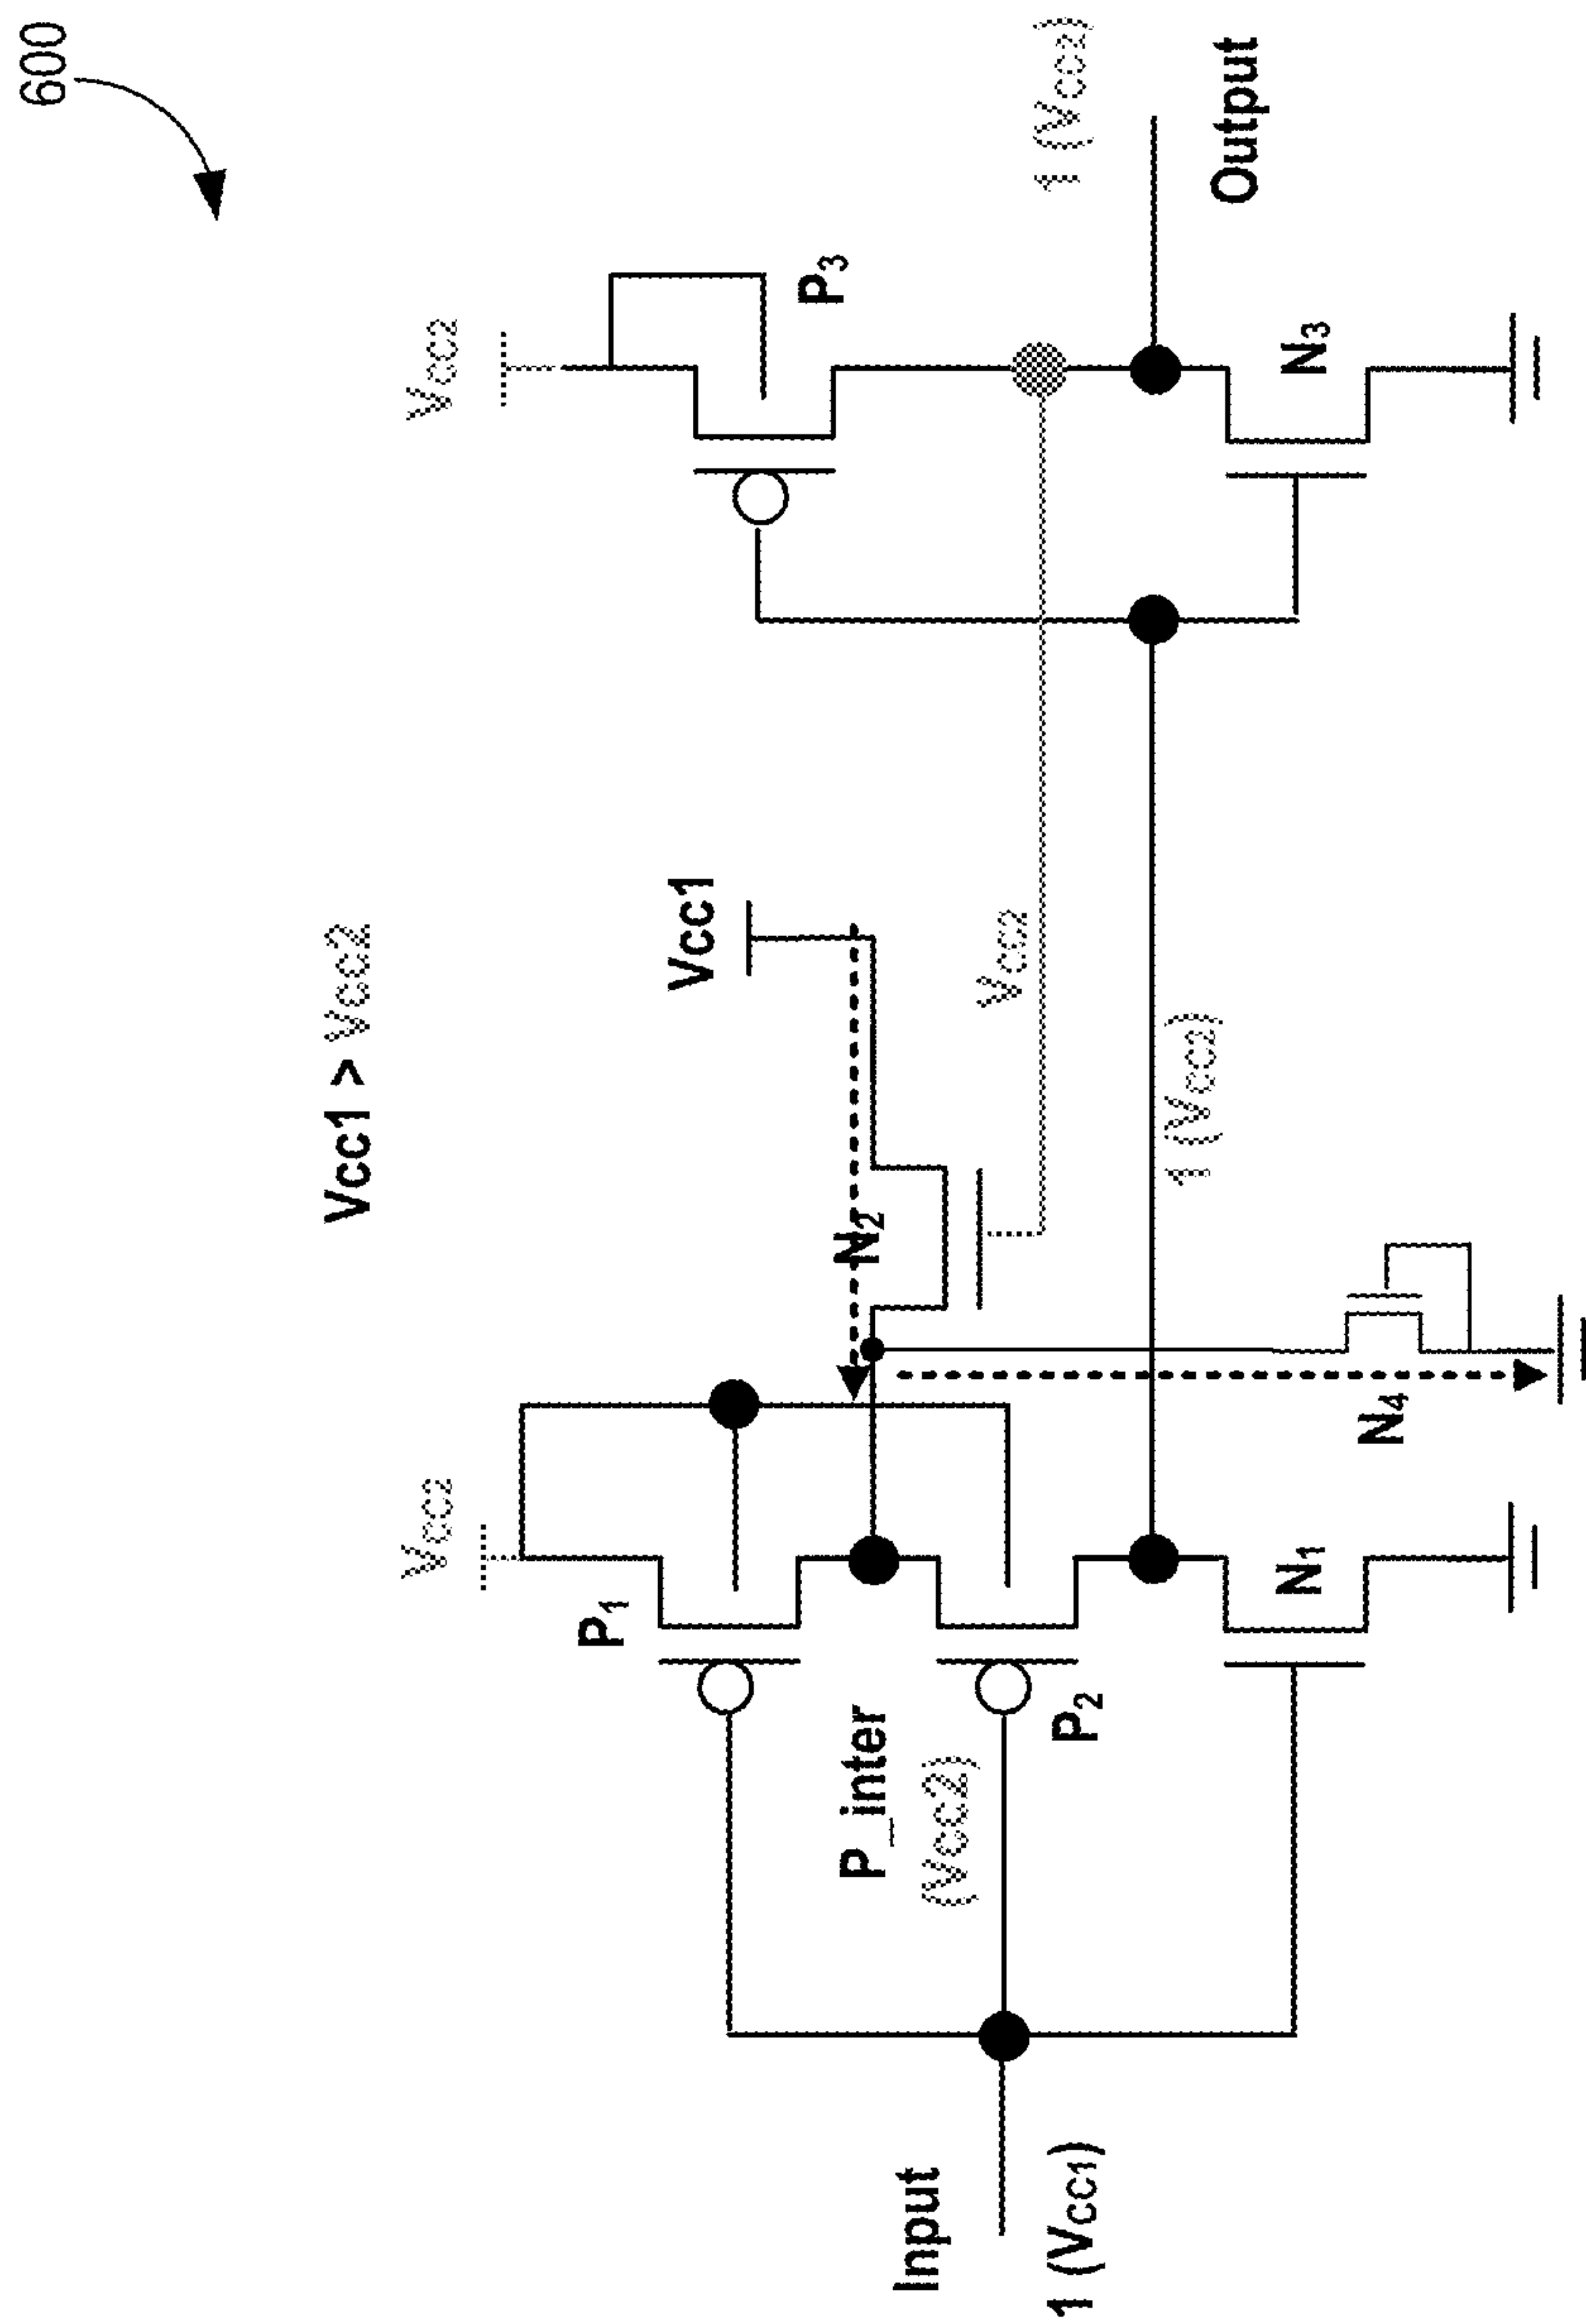 600
Vcc1 > Vcc2
VCC2
P1
P_inter
(Vcc2)
P2
N1
Input
1 (VCC1)
N2
Vcc1
VCC2
1 (VCC2)
N4
VCC2
P3
N3
1 (VCC2)
Output